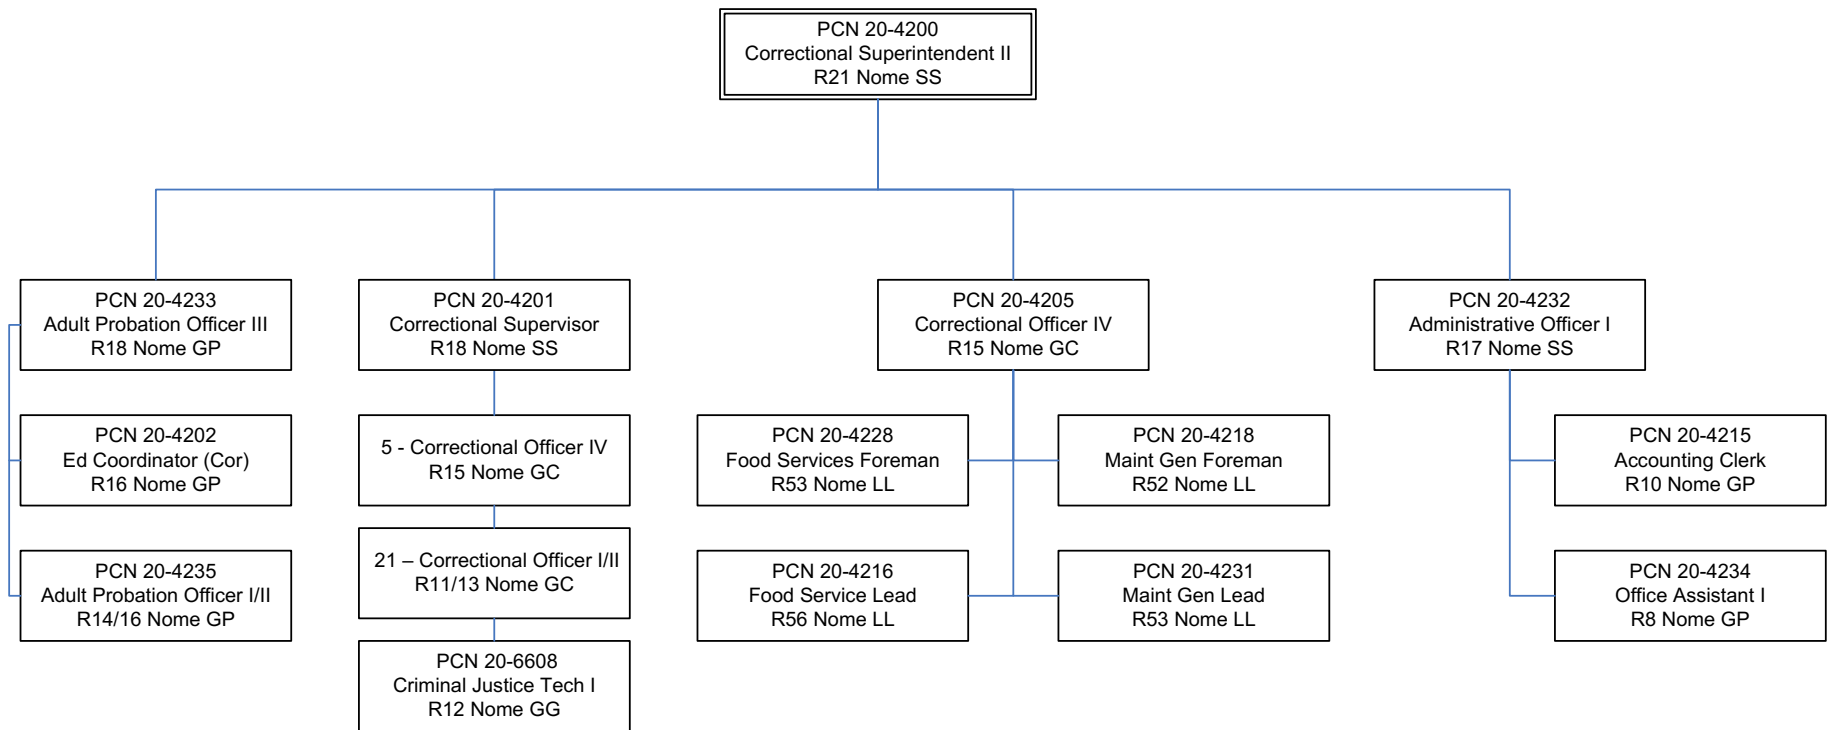 PCN 20-4200
Correctional Superintendent II
R21 Nome SS
PCN 20-4233
Adult Probation Officer III
R18 Nome GP
PCN 20-4201
Correctional Supervisor
R18 Nome SS
PCN 20-4205
Correctional Officer IV
R15 Nome GC
PCN 20-4232
Administrative Officer I
R17 Nome SS
PCN 20-4202
Ed Coordinator (Cor)
R16 Nome GP
5 - Correctional Officer IV
R15 Nome GC
PCN 20-4228
Food Services Foreman
R53 Nome LL
PCN 20-4218
Maint Gen Foreman
R52 Nome LL
PCN 20-4215
Accounting Clerk
R10 Nome GP
PCN 20-4235
Adult Probation Officer I/II
R14/16 Nome GP
21 – Correctional Officer I/II
R11/13 Nome GC
PCN 20-4216
Food Service Lead
R56 Nome LL
PCN 20-4231
Maint Gen Lead
R53 Nome LL
PCN 20-4234
Office Assistant I
R8 Nome GP
PCN 20-6608
Criminal Justice Tech I
R12 Nome GG